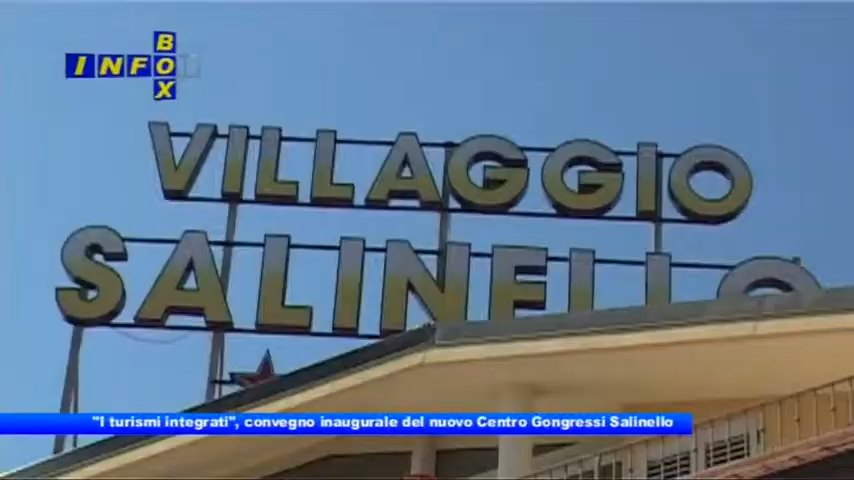 INFO BOX
VILLAGGIO
SALINELLO
"I turismi integrati", convegno inaugurale del nuovo Centro Gongressi Salinello